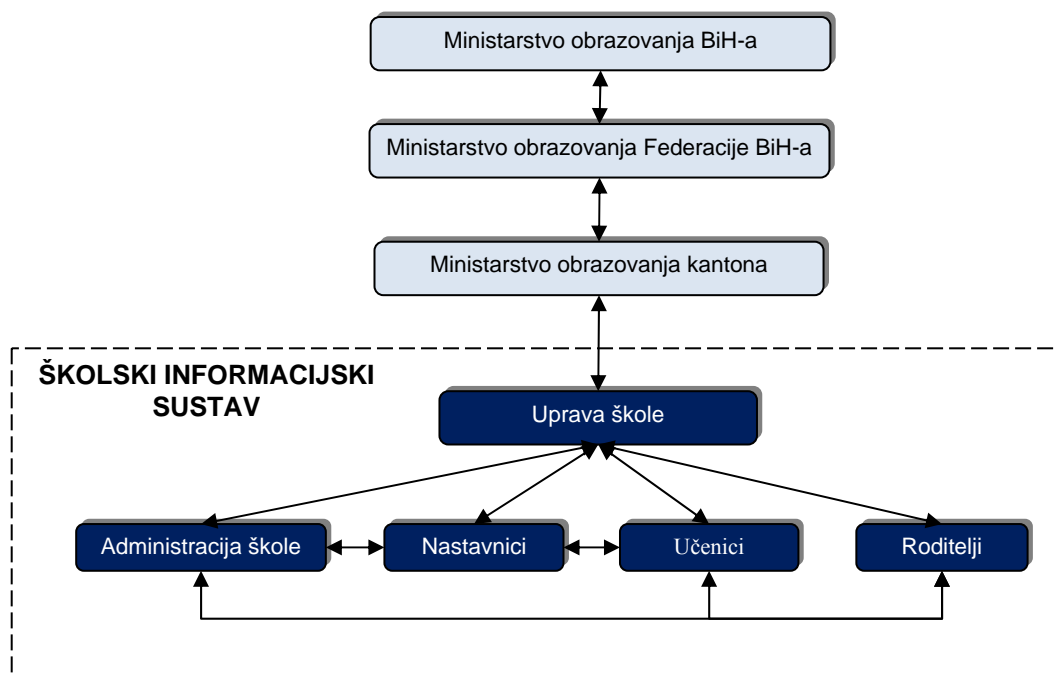 Ministarstvo obrazovanja BiH-a
Ministarstvo obrazovanja Federacije BiH-a
Ministarstvo obrazovanja kantona
ŠKOLSKI INFORMACIJSKI
SUSTAV
Uprava škole
Administracija škole
Nastavnici
Učenici
Roditelji